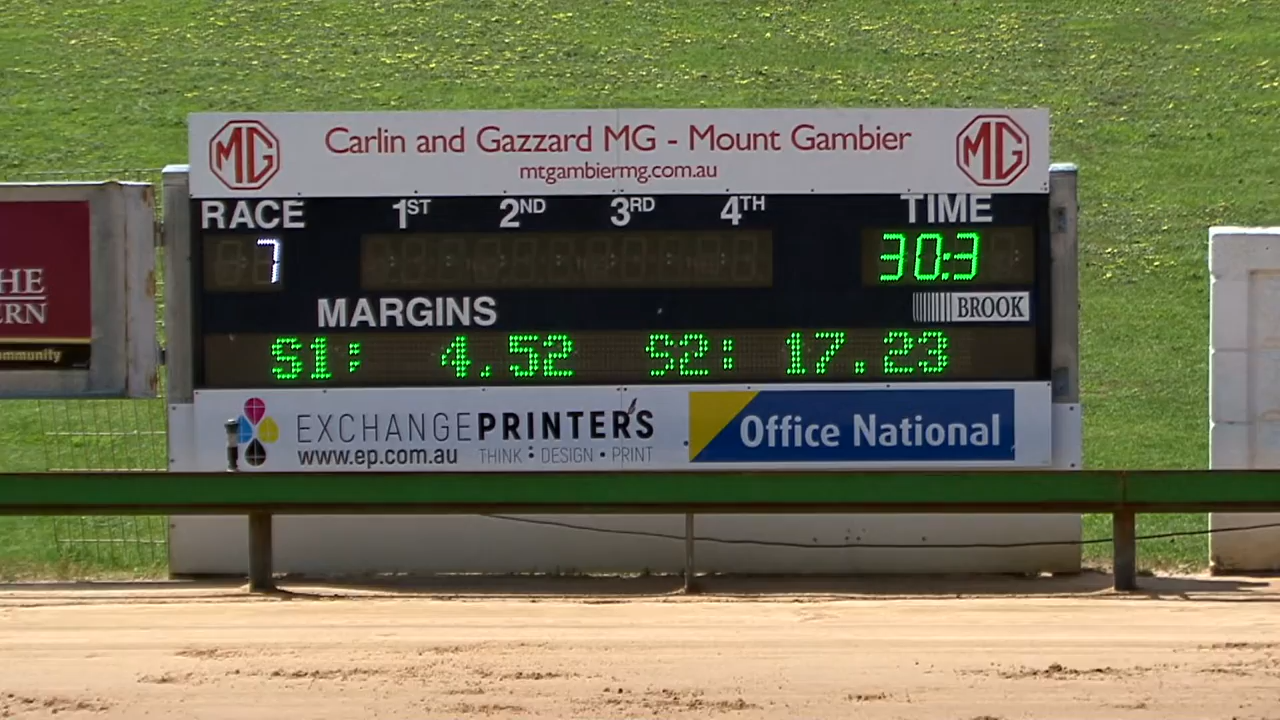 MG Carlin and Gazzard MG - Mount Gambier MG
mtgambiermg.com.au
RACE 1ST 2ND 3RD 4TH TIME
7 30:3
MARGINS BROOK
S1: 4.52 S2: 17.23
EXCHANGEPRINTERS Office National
www.ep.com.au THINK : DESIGN • PRINT
HE
RN
mmunity